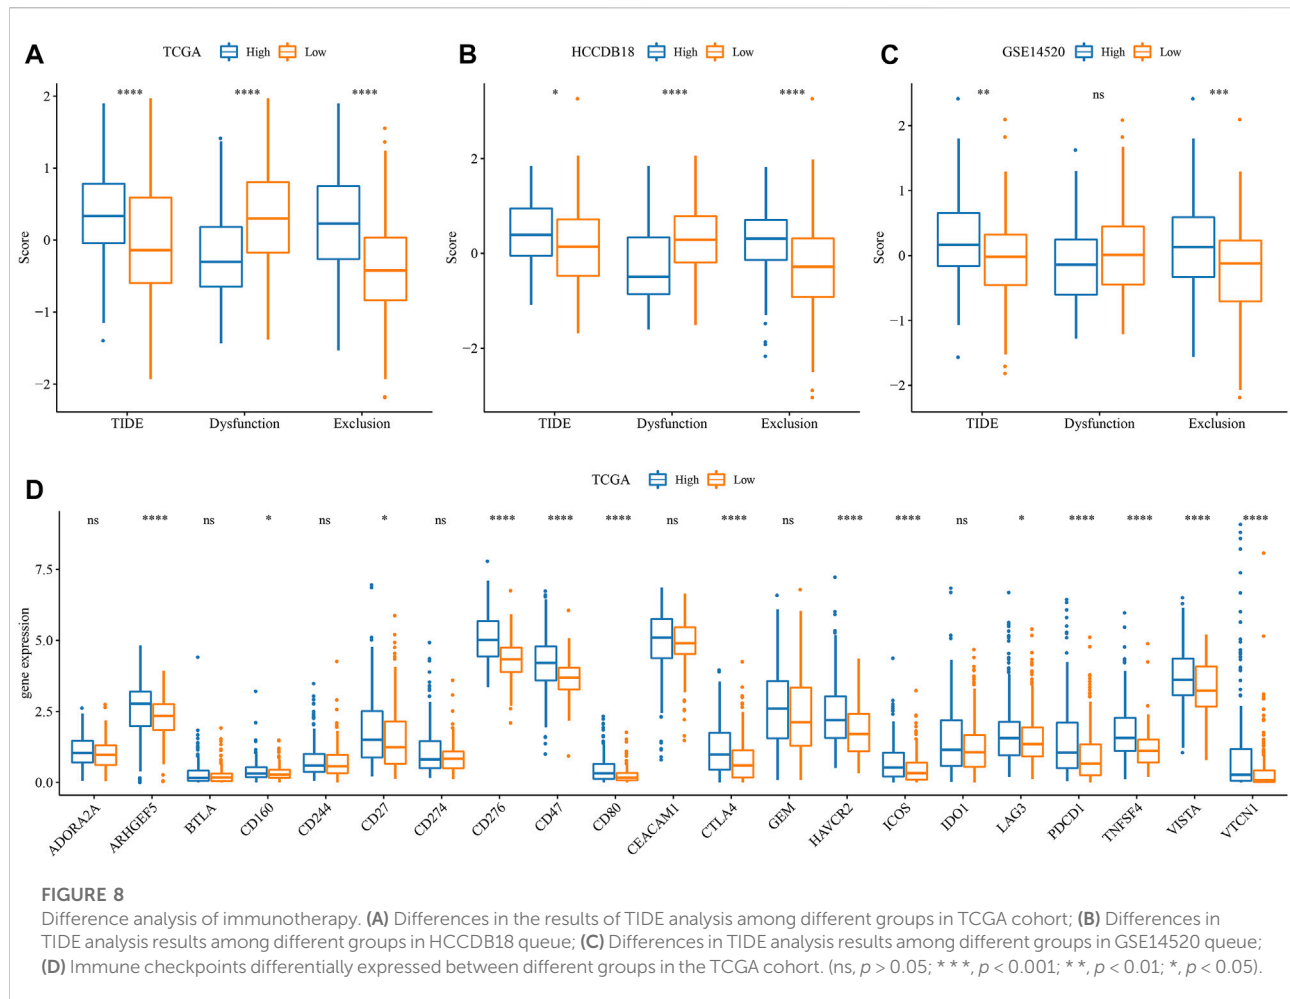 A TCGA High Low
B HCCDB18 High Low
C GSE14520 High Low
**** **** ****
* **** ****
** ns ***
Score
2
1
0
−1
−2
TIDE Dysfunction Exclusion
Score
2
0
−2
TIDE Dysfunction Exclusion
Score
2
1
0
−1
−2
TIDE Dysfunction Exclusion
D TCGA High Low
ns **** ns * ns * ns **** **** **** ns **** ns **** **** ns * **** **** **** ****
gene expression
7.5
5.0
2.5
0.0
ADORA2A ARHGEF5 BTLA CD160 CD244 CD27 CD274 CD276 CD47 CD80 CEACAM1 CTLA4 GEM HAVCR2 ICOS IDO1 LAG3 PDCD1 TNFSF4 VISTA VTCN1
FIGURE 8
Difference analysis of immunotherapy. (A) Differences in the results of TIDE analysis among different groups in TCGA cohort; (B) Differences in
TIDE analysis results among different groups in HCCDB18 queue; (C) Differences in TIDE analysis results among different groups in GSE14520 queue;
(D) Immune checkpoints differentially expressed between different groups in the TCGA cohort. (ns, p > 0.05; * * *, p < 0.001; * *, p < 0.01; *, p < 0.05).